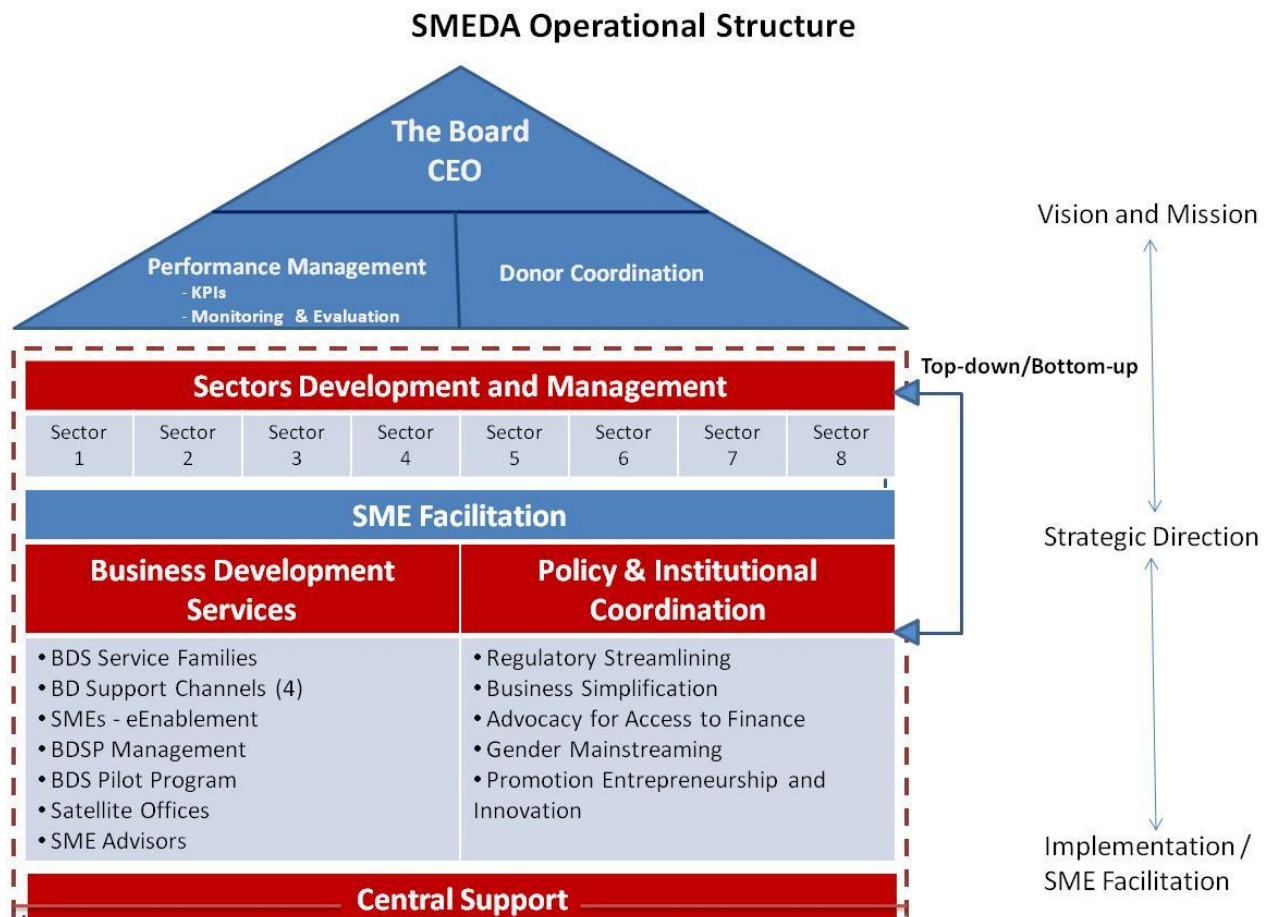 SMEDA Operational Structure
The Board
CEO
Performance Management
- KPIs
- Monitoring & Evaluation
Donor Coordination
Vision and Mission
Top-down/Bottom-up
Sectors Development and Management
Sector
1
Sector
2
Sector
3
Sector
4
Sector
5
Sector
6
Sector
7
Sector
8
SME Facilitation
Strategic Direction
Business Development
Services
Policy & Institutional
Coordination
• BDS Service Families
• BD Support Channels (4)
• SMEs - eEnablement
• BDSP Management
• BDS Pilot Program
• Satellite Offices
• SME Advisors
• Regulatory Streamlining
• Business Simplification
• Advocacy for Access to Finance
• Gender Mainstreaming
• Promotion Entrepreneurship and
Innovation
Implementation /
SME Facilitation
Central Support